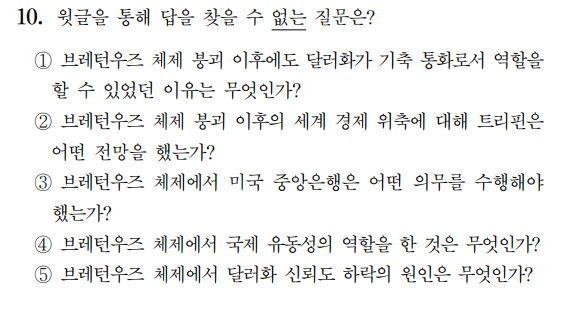 10. 윗글을 통해 답을 찾을 수 없는 질문은?
① 브레턴우즈 체제 붕괴 이후에도 달러화가 기축 통화로서 역할을
할 수 있었던 이유는 무엇인가?
② 브레턴우즈 체제 붕괴 이후의 세계 경제 위축에 대해 트리핀은
어떤 전망을 했는가?
③ 브레턴우즈 체제에서 미국 중앙은행은 어떤 의무를 수행해야
했는가?
④ 브레턴우즈 체제에서 국제 유동성의 역할을 한 것은 무엇인가?
⑤ 브레턴우즈 체제에서 달러화 신뢰도 하락의 원인은 무엇인가?